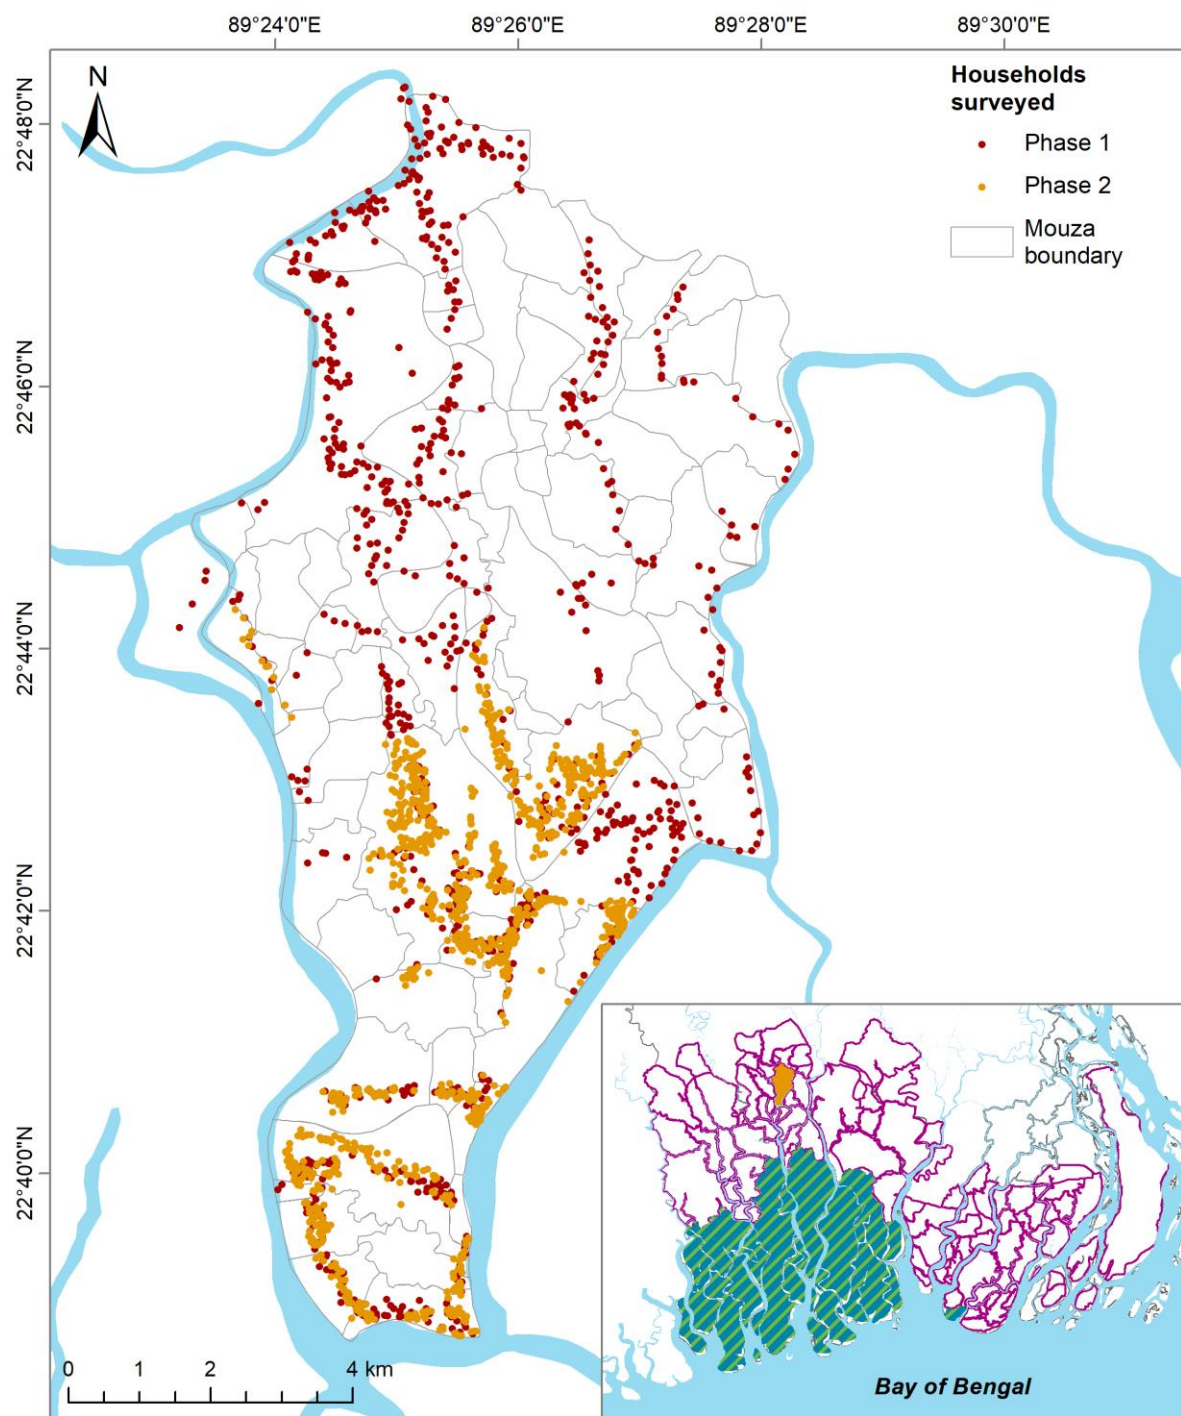 89°24'0"E
89°26'0"E
89°28'0"E
89°30'0"E
N
Households
surveyed
Phase 1
Phase 2
Mouza
boundary
22°48'0"N
22°46'0"N
22°44'0"N
22°42'0"N
22°40'0"N
0
1
2
4 km
Bay of Bengal